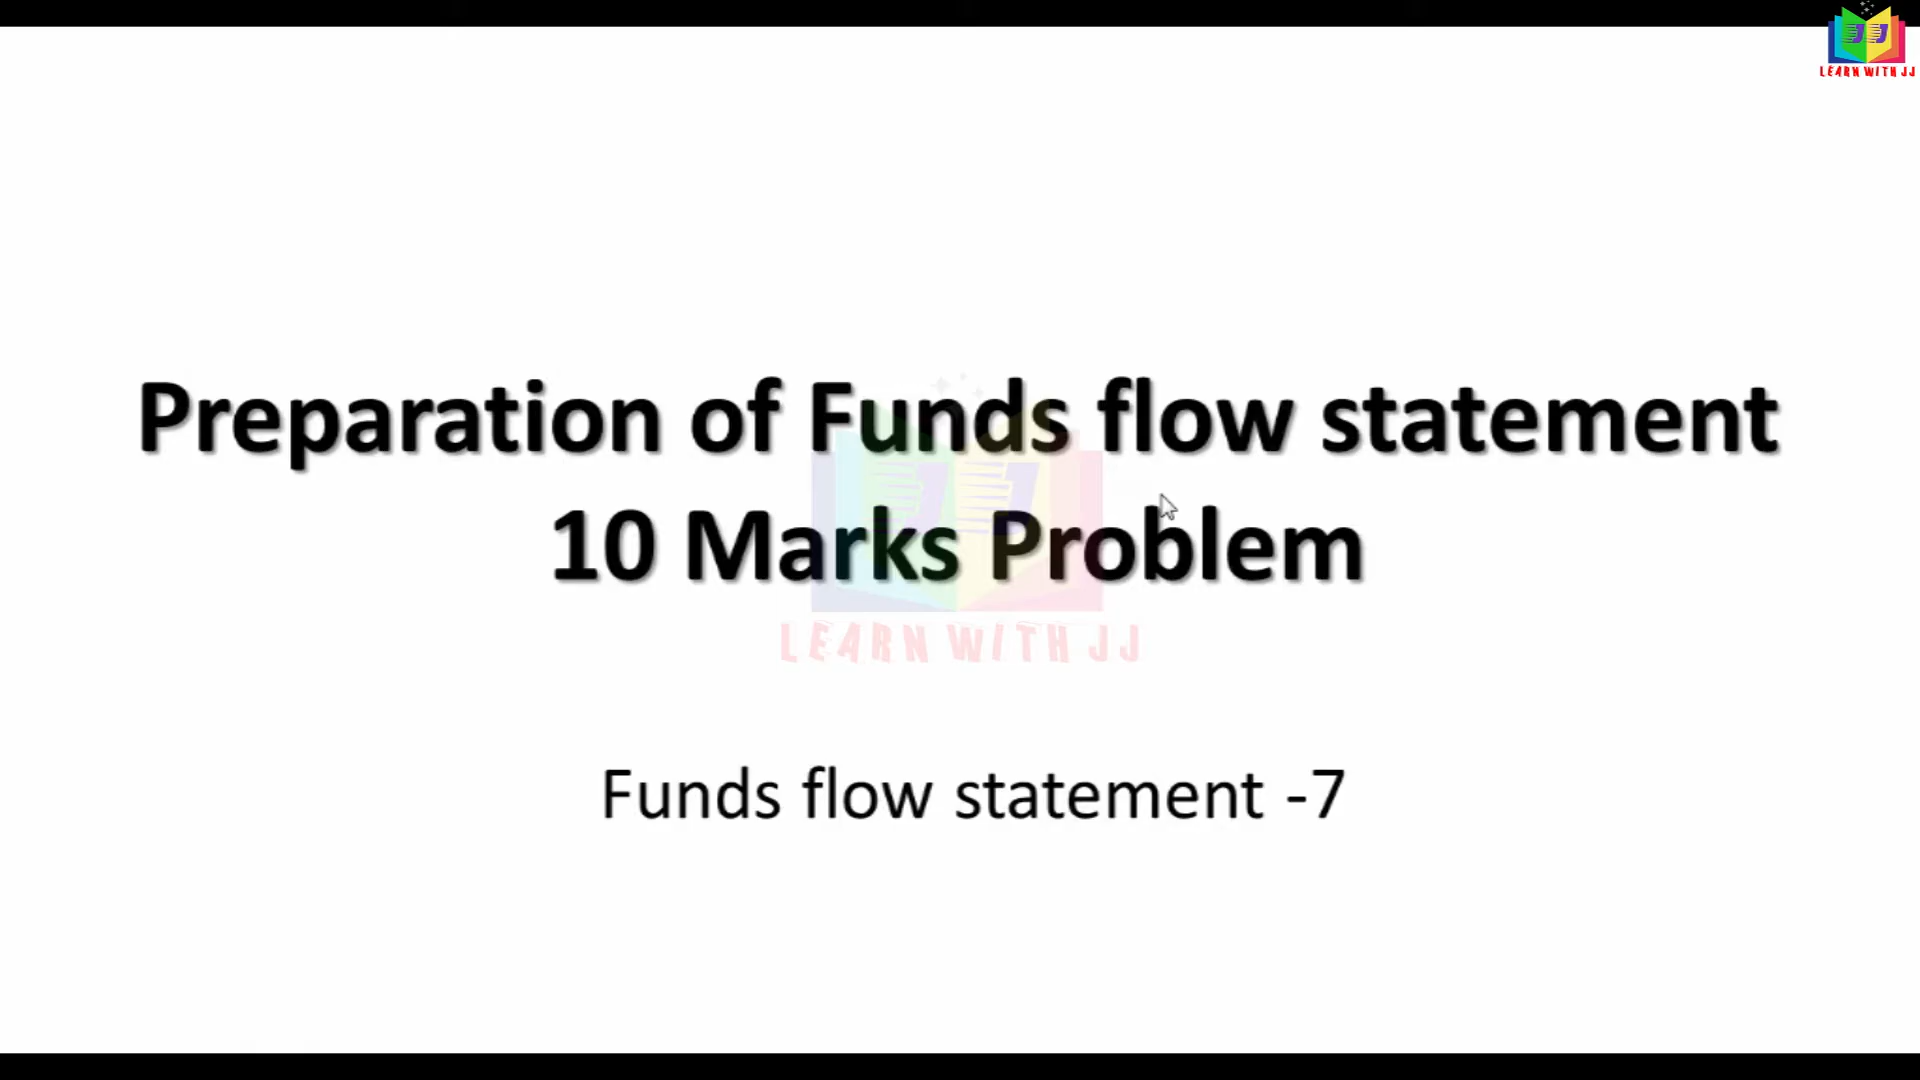 LEARN WITH JJ
Preparation of Funds flow statement
10 Marks Problem
LEARN WITH JJ
Funds flow statement -7